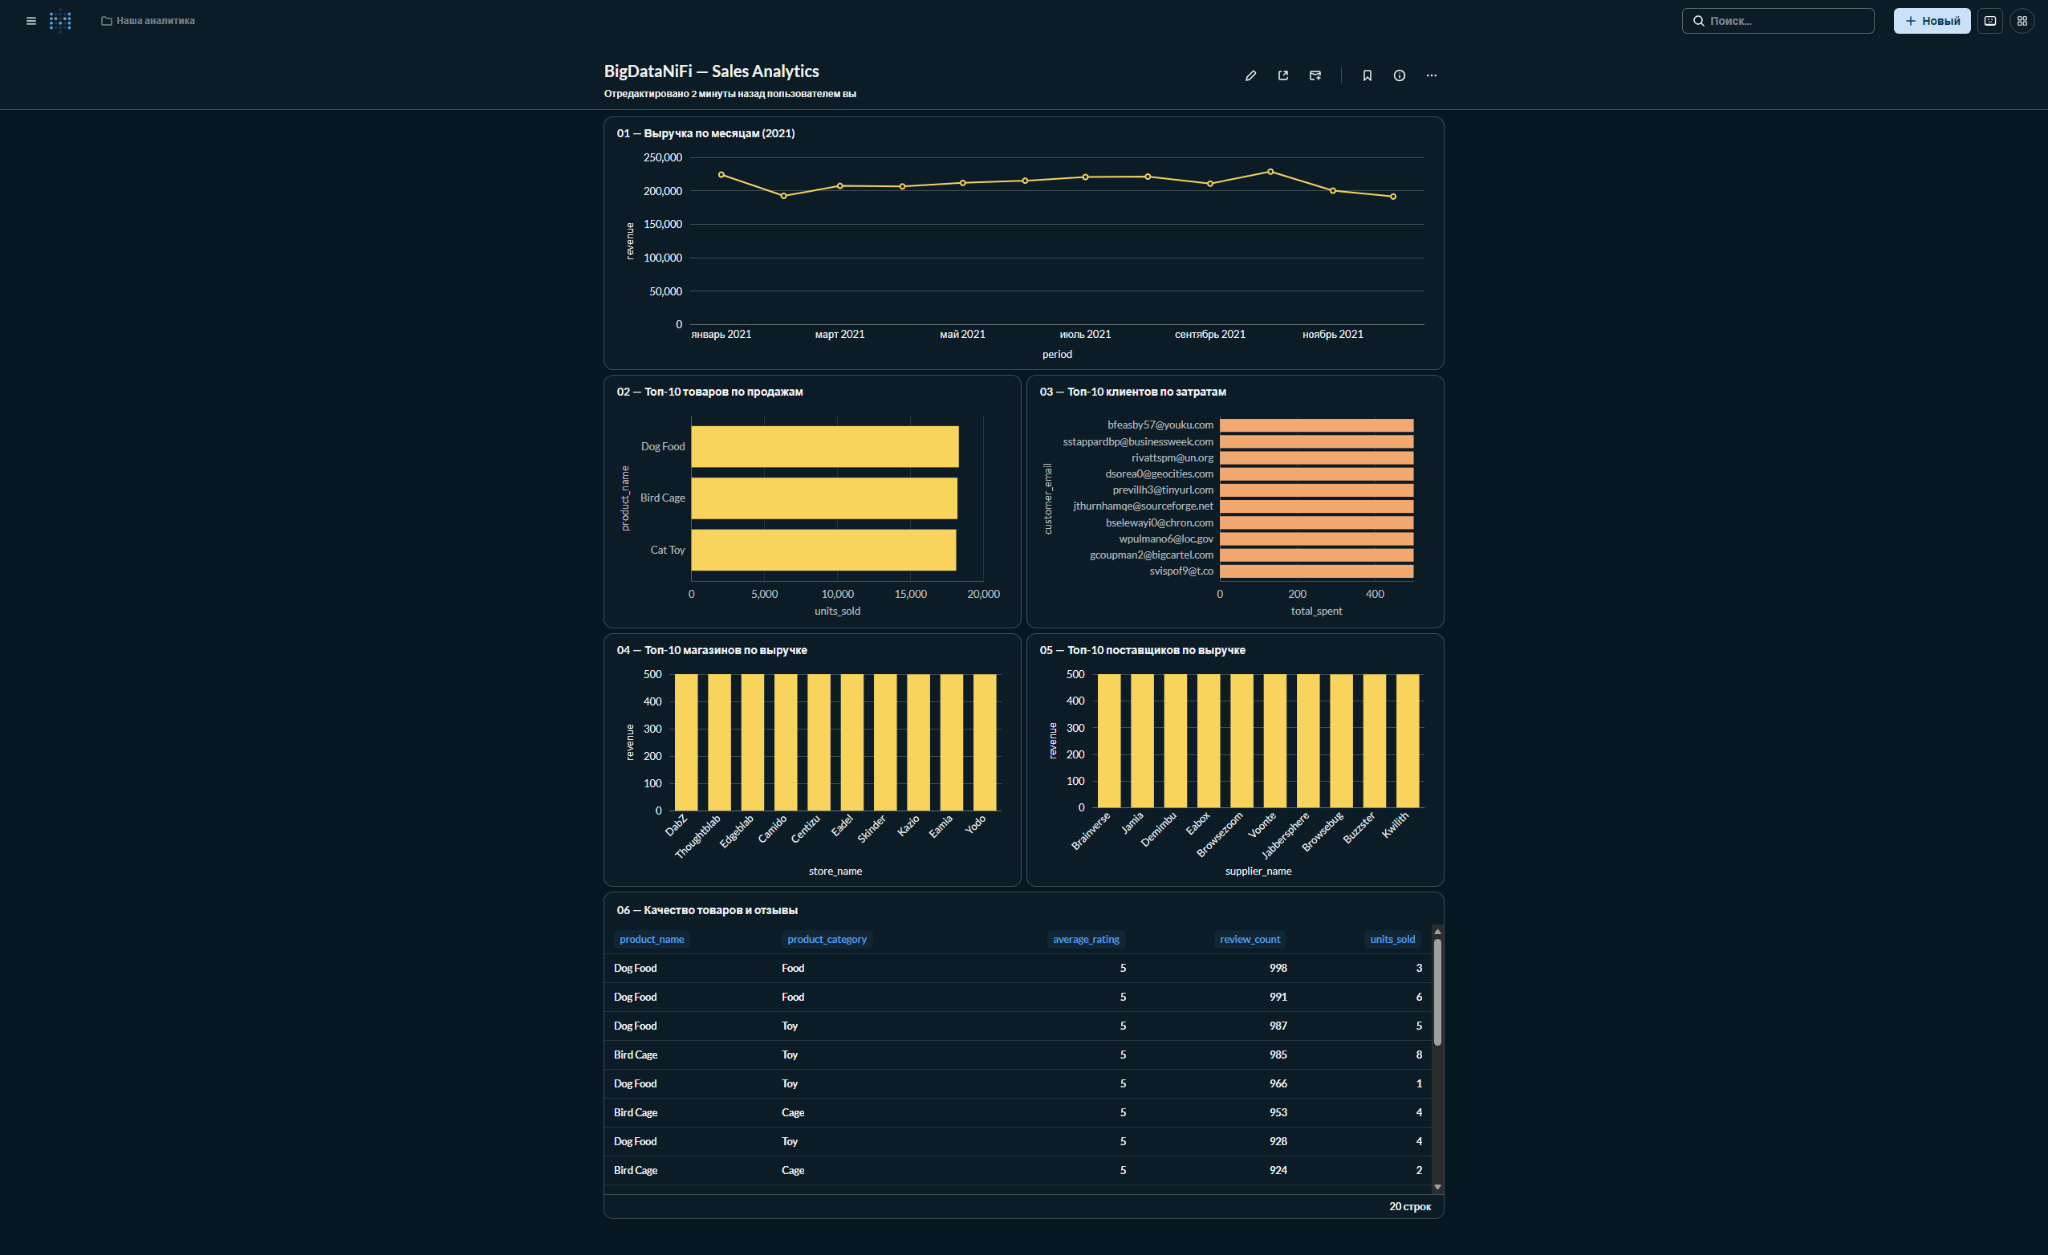 Наша аналитика
Поиск...
Новый
BigDataNiFi — Sales Analytics
Отредактировано 2 минуты назад пользователем вы
01 — Выручка по месяцам (2021)
250,000
200,000
150,000
100,000
50,000
0
revenue
январь 2021
март 2021
май 2021
июль 2021
сентябрь 2021
ноябрь 2021
period
02 — Топ-10 товаров по продажам
product_name
Dog Food
Bird Cage
Cat Toy
0
5,000
10,000
15,000
20,000
units_sold
03 — Топ-10 клиентов по затратам
customer_email
bfeasby57@youku.com
sstappardbp@businessweek.com
rivattspm@un.org
dsorea0@geocities.com
previllh3@tinyurl.com
jthurnhamqe@sourceforge.net
bselewayi0@chron.com
wpulmano6@loc.gov
gcoupman2@bigcartel.com
svispof9@t.co
0
200
400
total_spent
04 — Топ-10 магазинов по выручке
500
400
300
200
100
0
revenue
DabZ
Thoughtblab
Edgeblab
Camido
Centizu
Eadel
Skinder
Kazio
Eamia
Yodo
store_name
05 — Топ-10 поставщиков по выручке
500
400
300
200
100
0
revenue
Brainverse
Jamia
Demimbu
Eabox
Browsezoom
Voonte
Jabbersphere
Browsebug
Buzzster
Kwilith
supplier_name
06 — Качество товаров и отзывы
product_name product_category average_rating review_count units_sold
Dog Food Food 5 998 3
Dog Food Food 5 991 6
Dog Food Toy 5 987 5
Bird Cage Toy 5 985 8
Dog Food Toy 5 966 1
Bird Cage Cage 5 953 4
Dog Food Toy 5 928 4
Bird Cage Cage 5 924 2
20 строк